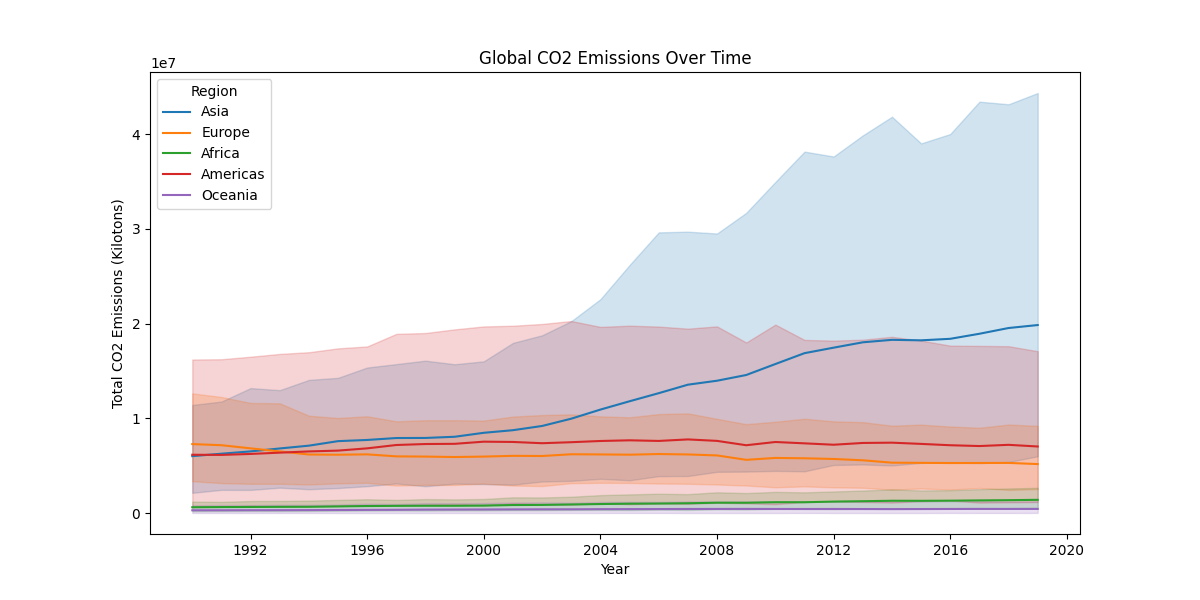 Global CO2 Emissions Over Time
1e7
Region
Asia
Europe
Africa
Americas
Oceania
Total CO2 Emissions (Kilotons)
4
3
2
1
0
1992 1996 2000 2004 2008 2012 2016 2020
Year